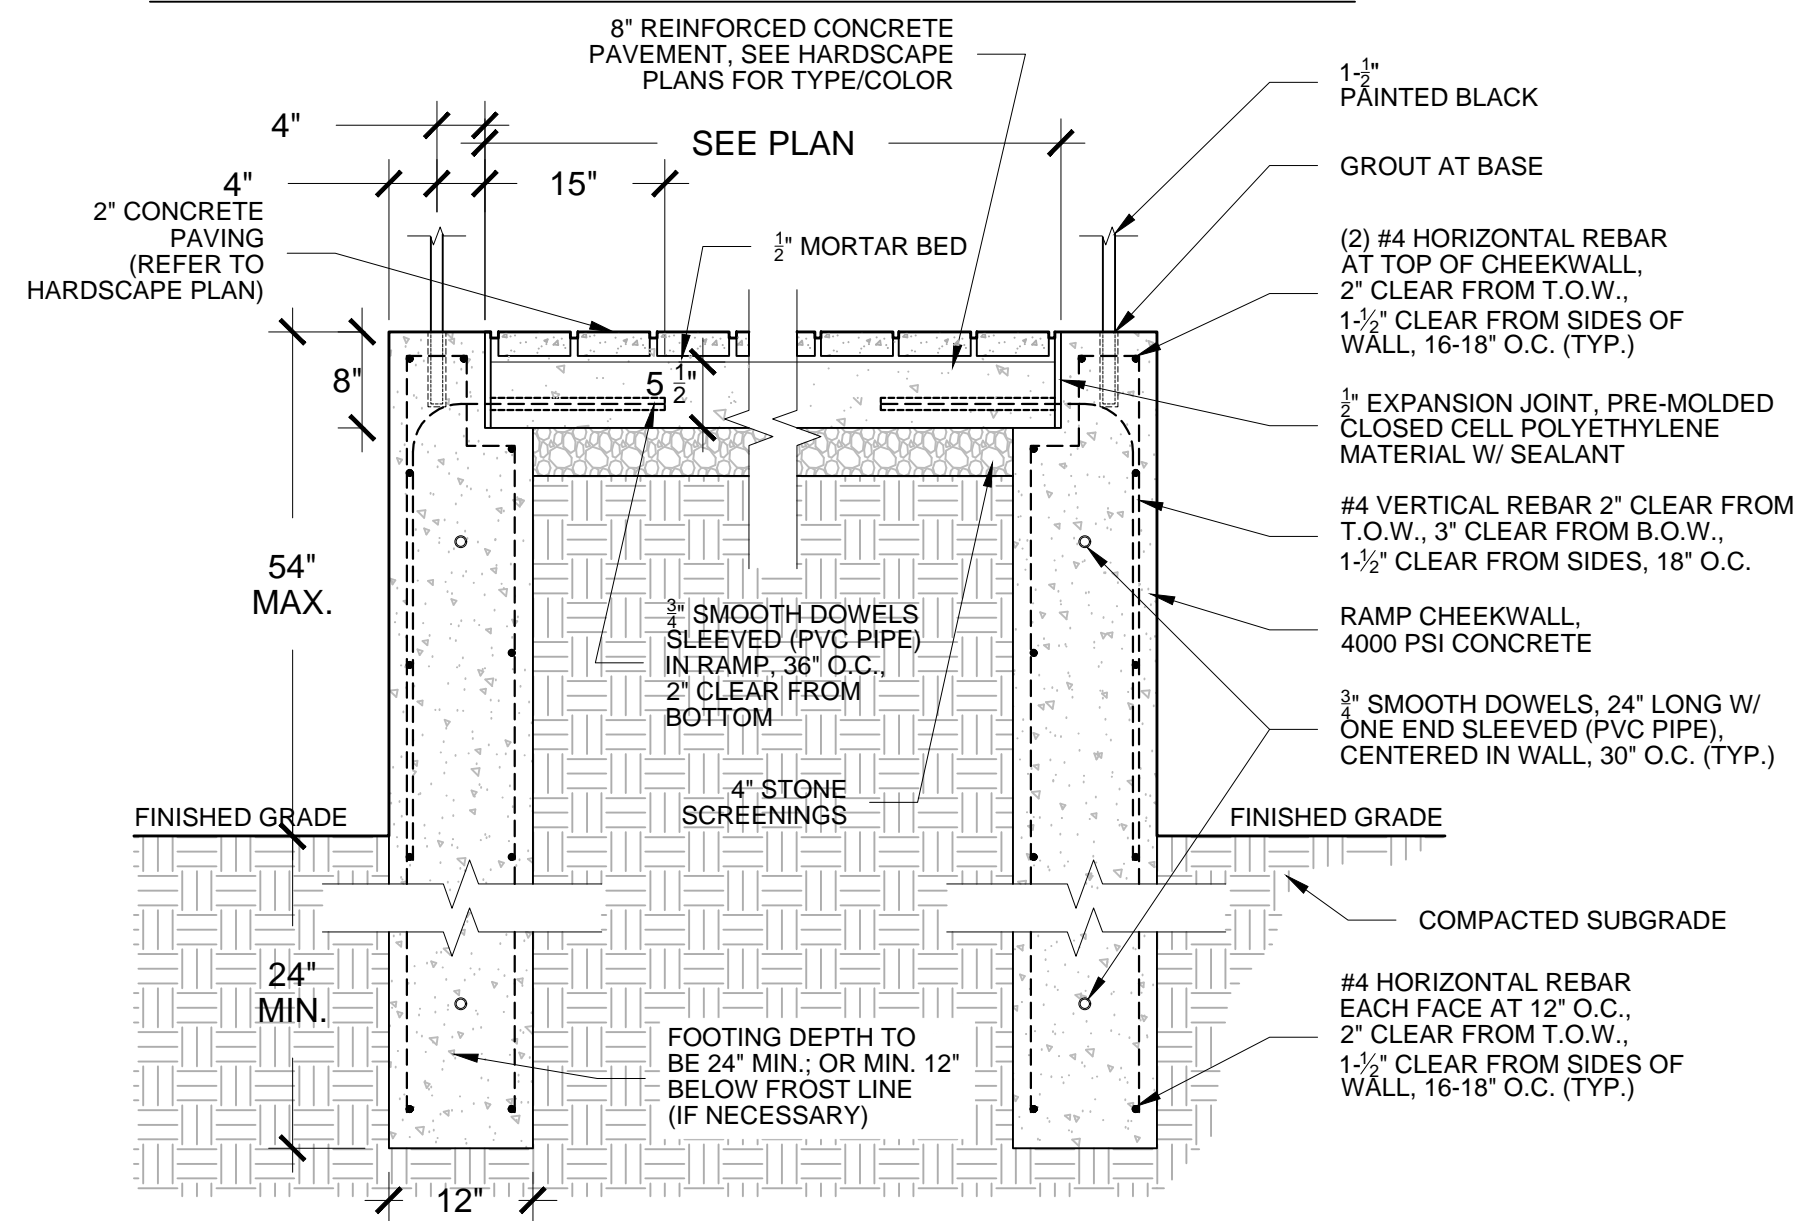 8" REINFORCED CONCRETE
PAVEMENT, SEE HARDSCAPE
PLANS FOR TYPE/COLOR
1-1/2"
PAINTED BLACK
4"
SEE PLAN
GROUT AT BASE
4"
15"
2" CONCRETE
PAVING
(REFER TO
HARDSCAPE PLAN)
1/2" MORTAR BED
(2) #4 HORIZONTAL REBAR
AT TOP OF CHEEKWALL,
2" CLEAR FROM T.O.W.,
1-1/2" CLEAR FROM SIDES OF
WALL, 16-18" O.C. (TYP.)
8"
5 1/2"
1/2" EXPANSION JOINT, PRE-MOLDED
CLOSED CELL POLYETHYLENE
MATERIAL W/ SEALANT
#4 VERTICAL REBAR 2" CLEAR FROM
T.O.W., 3" CLEAR FROM B.O.W.,
1-1/2" CLEAR FROM SIDES, 18" O.C.
54"
MAX.
3/4" SMOOTH DOWELS
SLEEVED (PVC PIPE)
IN RAMP, 36" O.C.,
2" CLEAR FROM
BOTTOM
RAMP CHEEKWALL,
4000 PSI CONCRETE
3/4" SMOOTH DOWELS, 24" LONG W/
ONE END SLEEVED (PVC PIPE),
CENTERED IN WALL, 30" O.C. (TYP.)
4" STONE
SCREENINGS
FINISHED GRADE
FINISHED GRADE
COMPACTED SUBGRADE
24"
MIN.
#4 HORIZONTAL REBAR
EACH FACE AT 12" O.C.,
2" CLEAR FROM T.O.W.,
1-1/2" CLEAR FROM SIDES OF
WALL, 16-18" O.C. (TYP.)
FOOTING DEPTH TO
BE 24" MIN.; OR MIN. 12"
BELOW FROST LINE
(IF NECESSARY)
12"